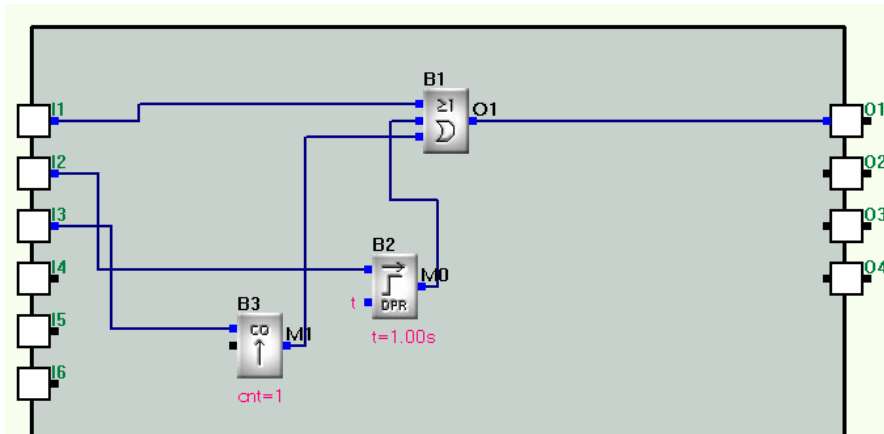 B1
I1
≥1
O1
O1
I2
O2
I3
O3
B2
I4
M0
O4
t
DPR
B3
CO
M1
I5
t=1.00s
I6
cnt=1